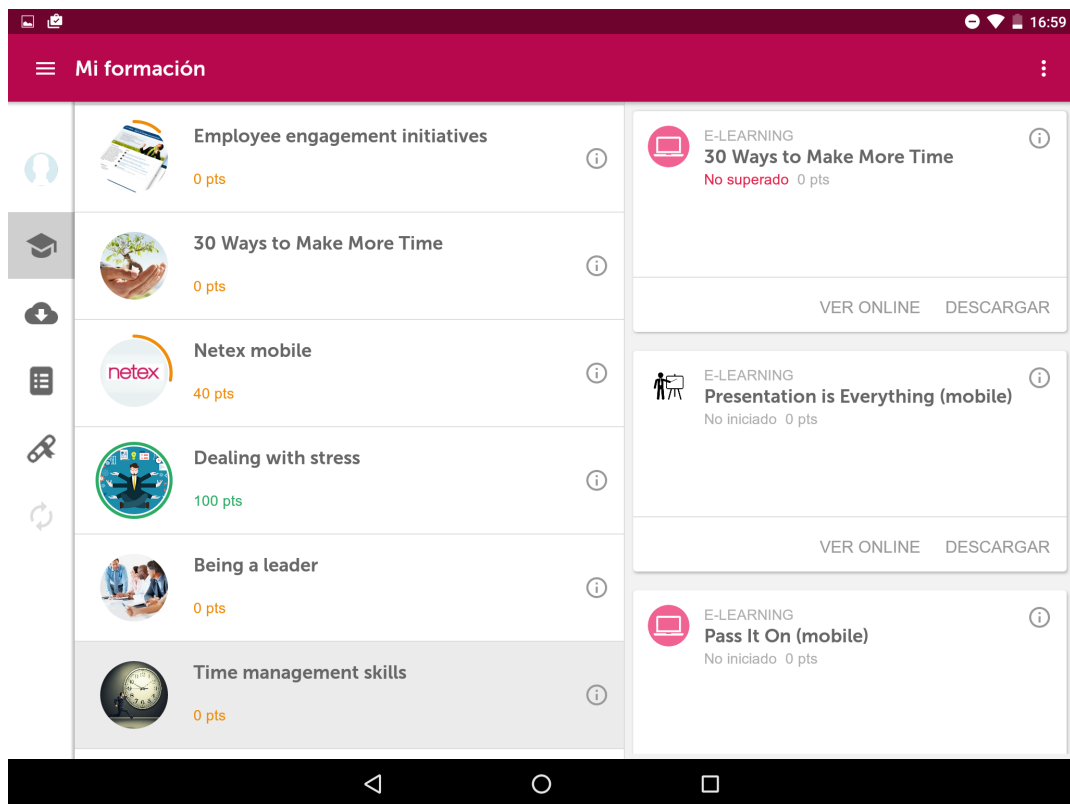 16:59
Mi formación
Employee engagement initiatives
0 pts
30 Ways to Make More Time
0 pts
netex
Netex mobile
40 pts
Dealing with stress
100 pts
Being a leader
0 pts
Time management skills
0 pts
E-LEARNING
30 Ways to Make More Time
No superado 0 pts
VER ONLINE DESCARGAR
E-LEARNING
Presentation is Everything (mobile)
No iniciado 0 pts
VER ONLINE DESCARGAR
E-LEARNING
Pass It On (mobile)
No iniciado 0 pts